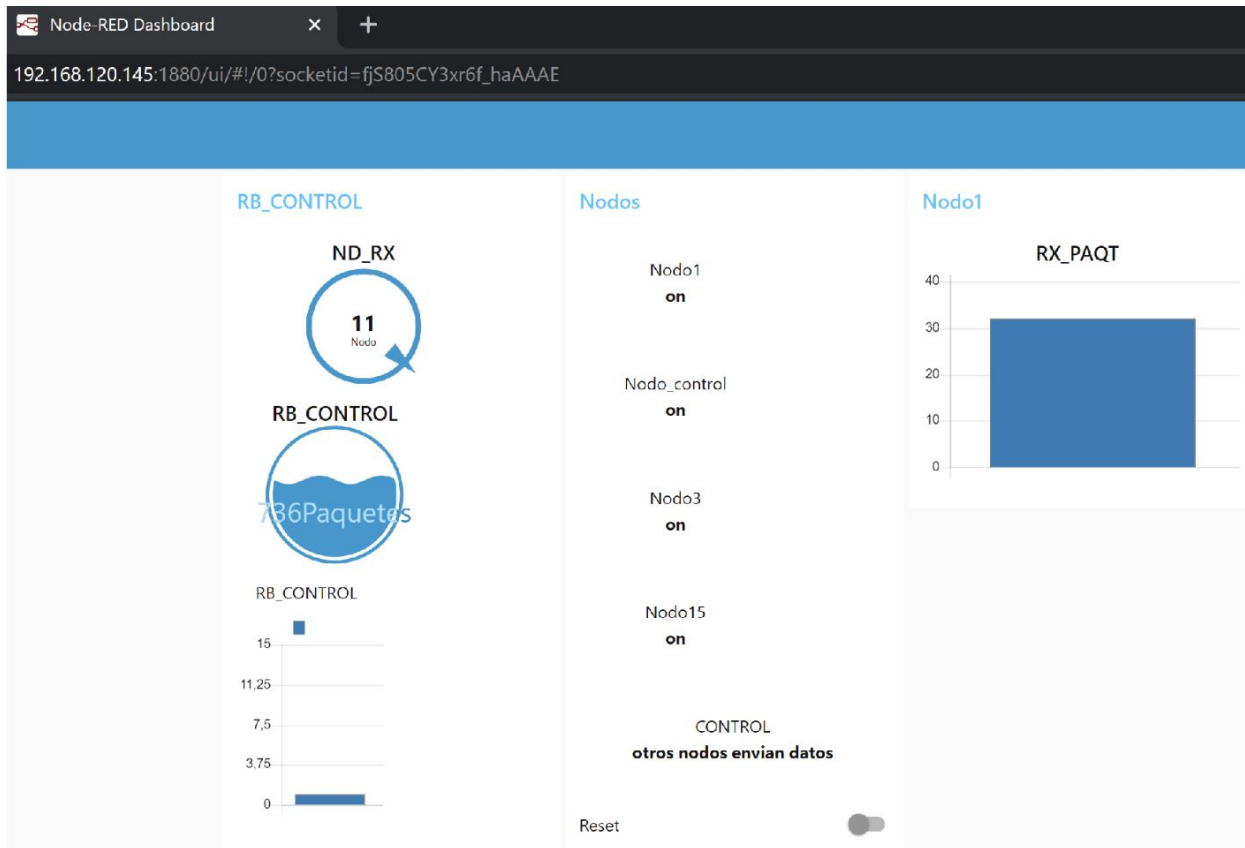 Node-RED Dashboard
192.168.120.145:1880/ui/#!/0?socketid=fjS805CY3xr6f_haAAAE
RB_CONTROL
ND_RX
11
Nodo
RB_CONTROL
736Paquetes
RB_CONTROL
15
11,25
7,5
3,75
0
Nodos
Nodo1
on
Nodo_control
on
Nodo3
on
Nodo15
on
CONTROL
otros nodos envian datos
Reset
Nodo1
RX_PAQT
40
30
20
10
0